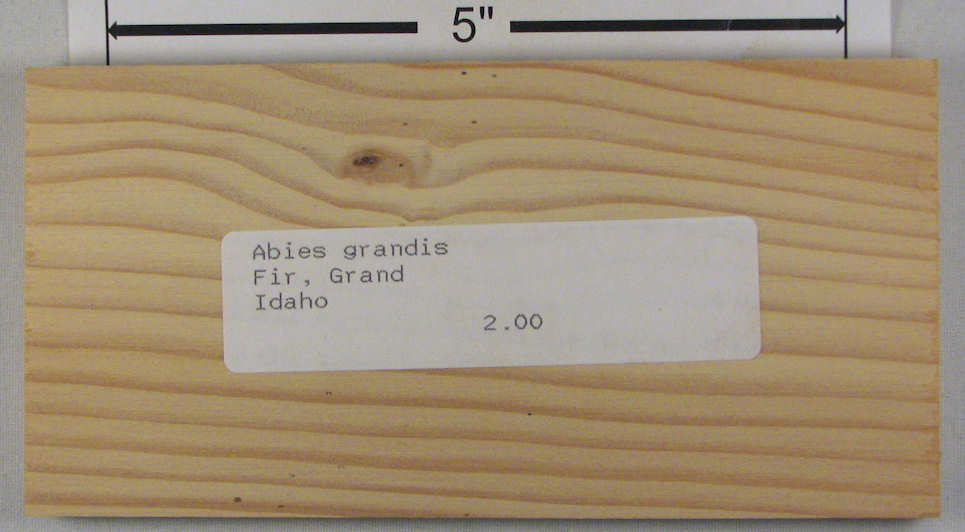 5"
Abies grandis
Fir, Grand
Idaho
2.00